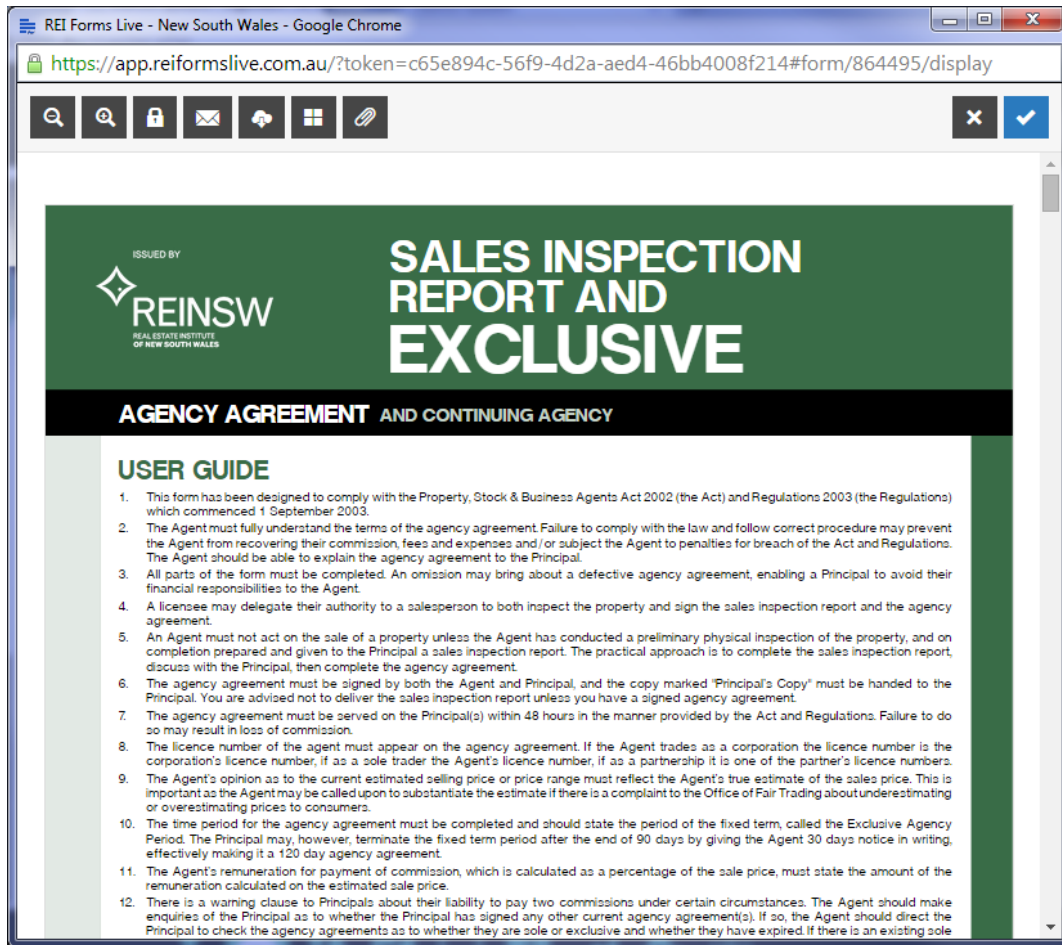 REI Forms Live - New South Wales - Google Chrome
https://app.reiformslive.com.au/?token=c65e894c-56f9-4d2a-aed4-46bb4008f214#form/864495/display
ISSUED BY
REINSW
REAL ESTATE INSTITUTE
OF NEW SOUTH WALES
SALES INSPECTION
REPORT AND
EXCLUSIVE
AGENCY AGREEMENT AND CONTINUING AGENCY
USER GUIDE
1. This form has been designed to comply with the Property, Stock & Business Agents Act 2002 (the Act) and Regulations 2003 (the Regulations)
which commenced 1 September 2003.
2. The Agent must fully understand the terms of the agency agreement. Failure to comply with the law and follow correct procedure may prevent
the Agent from recovering their commission, fees and expenses and/or subject the Agent to penalties for breach of the Act and Regulations.
The Agent should be able to explain the agency agreement to the Principal.
3. All parts of the form must be completed. An omission may bring about a defective agency agreement, enabling a Principal to avoid their
financial responsibilities to the Agent.
4. A licensee may delegate their authority to a salesperson to both inspect the property and sign the sales inspection report and the agency
agreement.
5. An Agent must not act on the sale of a property unless the Agent has conducted a preliminary physical inspection of the property, and on
completion prepared and given to the Principal a sales inspection report. The practical approach is to complete the sales inspection report,
discuss with the Principal, then complete the agency agreement.
6. The agency agreement must be signed by both the Agent and Principal, and the copy marked "Principal's Copy" must be handed to the
Principal. You are advised not to deliver the sales inspection report unless you have a signed agency agreement.
7. The agency agreement must be served on the Principal(s) within 48 hours in the manner provided by the Act and Regulations. Failure to do
so may result in loss of commission.
8. The licence number of the agent must appear on the agency agreement. If the Agent trades as a corporation the licence number is the
corporation's licence number, if as a sole trader the Agent's licence number, if as a partnership it is one of the partner's licence numbers.
9. The Agent's opinion as to the current estimated selling price or price range must reflect the Agent's true estimate of the sales price. This is
important as the Agent may be called upon to substantiate the estimate if there is a complaint to the Office of Fair Trading about underestimating
or overestimating prices to consumers.
10. The time period for the agency agreement must be completed and should state the period of the fixed term, called the Exclusive Agency
Period. The Principal may, however, terminate the fixed term period after the end of 90 days by giving the Agent 30 days notice in writing,
effectively making it a 120 day agency agreement.
11. The Agent's remuneration for payment of commission, which is calculated as a percentage of the sale price, must state the amount of the
remuneration calculated on the estimated sale price.
12. There is a warning clause to Principals about their liability to pay two commissions under certain circumstances. The Agent should make
enquiries of the Principal as to whether the Principal has signed any other current agency agreement(s). If so, the Agent should direct the
Principal to check the agency agreements as to whether they are sole or exclusive and whether they have expired. If there is an existing sole